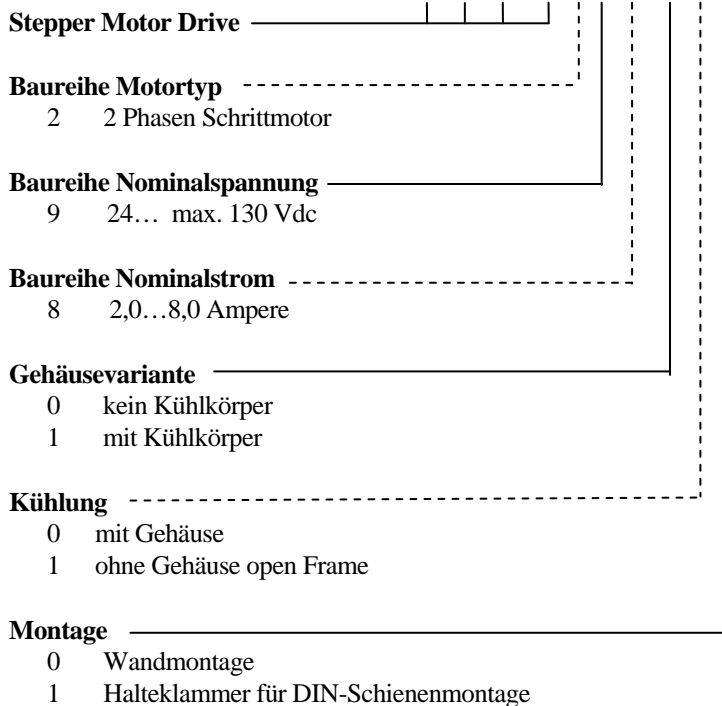 Stepper Motor Drive
Baureihe Motortyp
2 2 Phasen Schrittmotor
Baureihe Nominalspannung
9 24… max. 130 Vdc
Baureihe Nominalstrom
8 2,0…8,0 Ampere
Gehäusevariante
0 kein Kühlkörper
1 mit Kühlkörper
Kühlung
0 mit Gehäuse
1 ohne Gehäuse open Frame
Montage
0 Wandmontage
1 Halteklammer für DIN-Schienenmontage